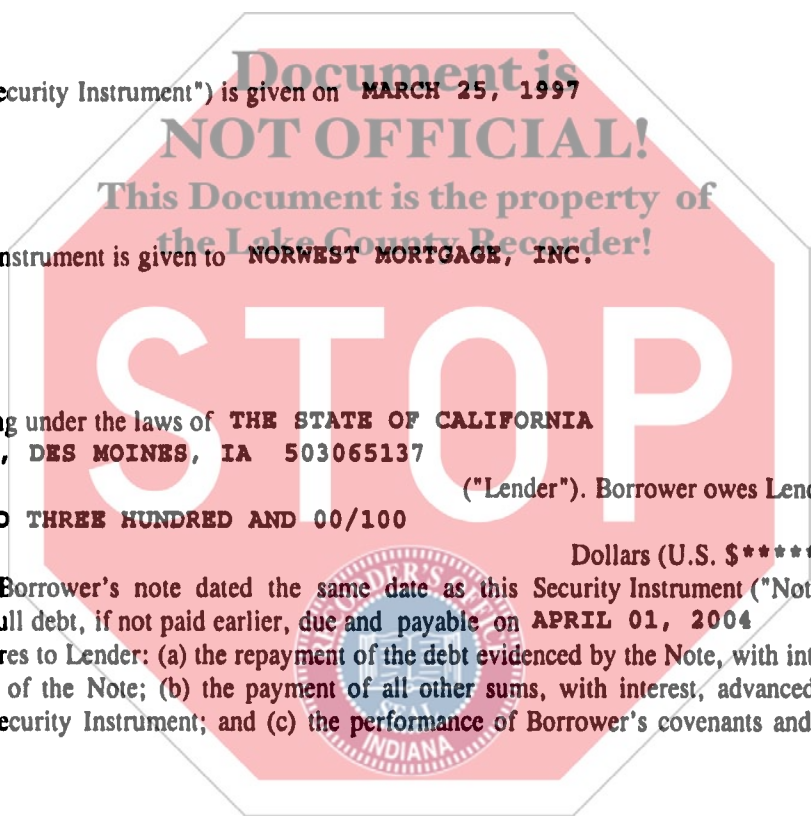 Document is
ecurity Instrument") is given on MARCH 25, 1997
NOT OFFICIAL!
This Document is the property of
the Lake County Recorder!
nstrument is given to NORWEST MORTGAGE, INC.
STOP
g under the laws of THE STATE OF CALIFORNIA
, DES MOINES, IA 503065137
("Lender"). Borrower owes Lend
THREE HUNDRED AND 00/100
Dollars (U.S. $*****
Borrower's note dated the same date as this Security Instrument ("Not
ull debt, if not paid earlier, due and payable on APRIL 01, 2004
res to Lender: (a) the repayment of the debt evidenced by the Note, with int
of the Note; (b) the payment of all other sums, with interest, advanced
ecurity Instrument; and (c) the performance of Borrower's covenants and
RECORDER'S OFFICE
SEAL
INDIANA